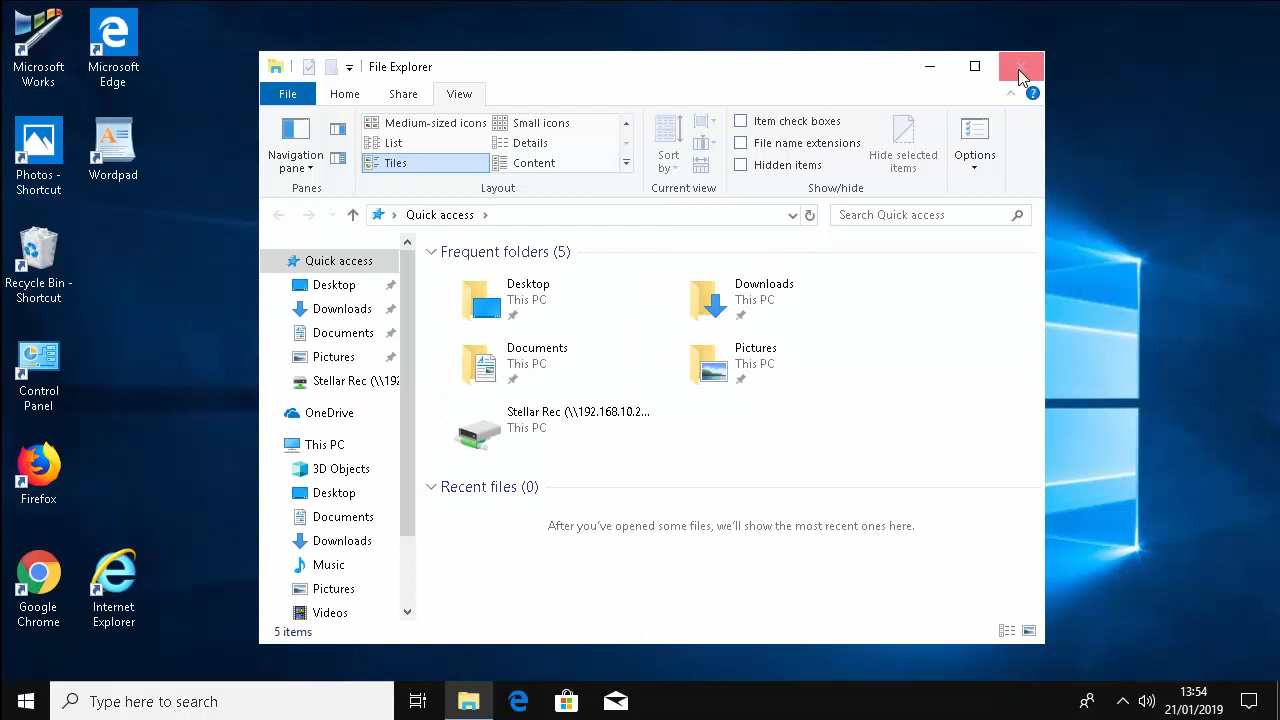 Microsoft
Works
Microsoft
Edge
Photos -
Shortcut
Wordpad
Recycle Bin -
Shortcut
Control
Panel
Firefox
Google
Chrome
Internet
Explorer
File Explorer
File
Home
Share
View
Navigation
pane
Panes
Medium-sized icons
Small icons
List
Details
Tiles
Content
Layout
Sort
by
Current view
Item check boxes
File name extensions
Hidden items
Hide selected
items
Show/hide
Options
Quick access
Search Quick access
Quick access
Desktop
Downloads
Documents
Pictures
Stellar Rec (\\192
OneDrive
This PC
3D Objects
Desktop
Documents
Downloads
Music
Pictures
Videos
Frequent folders (5)
Desktop
This PC
Downloads
This PC
Documents
This PC
Pictures
This PC
Stellar Rec (\\192.168.10.2...
This PC
Recent files (0)
After you've opened some files, we'll show the most recent ones here.
5 items
Type here to search
13:54
21/01/2019